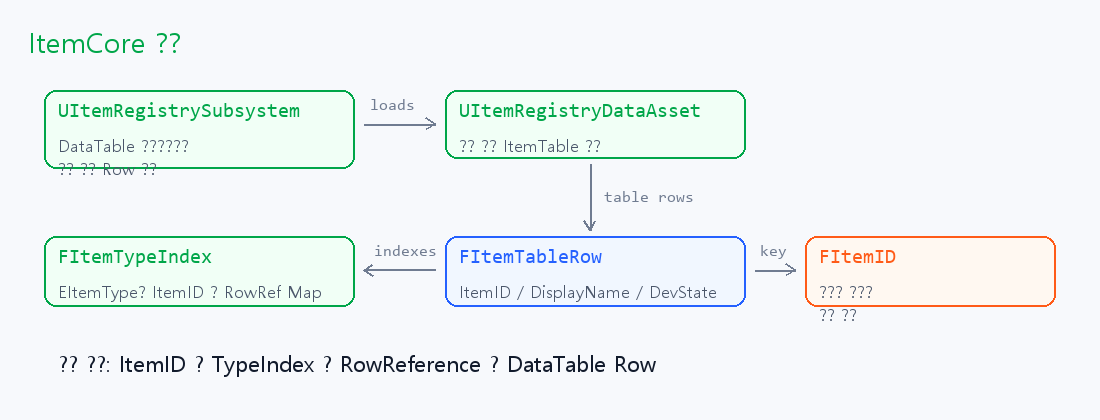 ItemCore ??
UItemRegistrySubsystem
DataTable ??????
?? ?? Row ??
loads
UItemRegistryDataAsset
?? ?? ItemTable ??
table rows
FItemTypeIndex
EItemType? ItemID ? RowRef Map
indexes
FItemTableRow
ItemID / DisplayName / DevState
key
FItemID
??? ???
?? ??
?? ??: ItemID ? TypeIndex ? RowReference ? DataTable Row